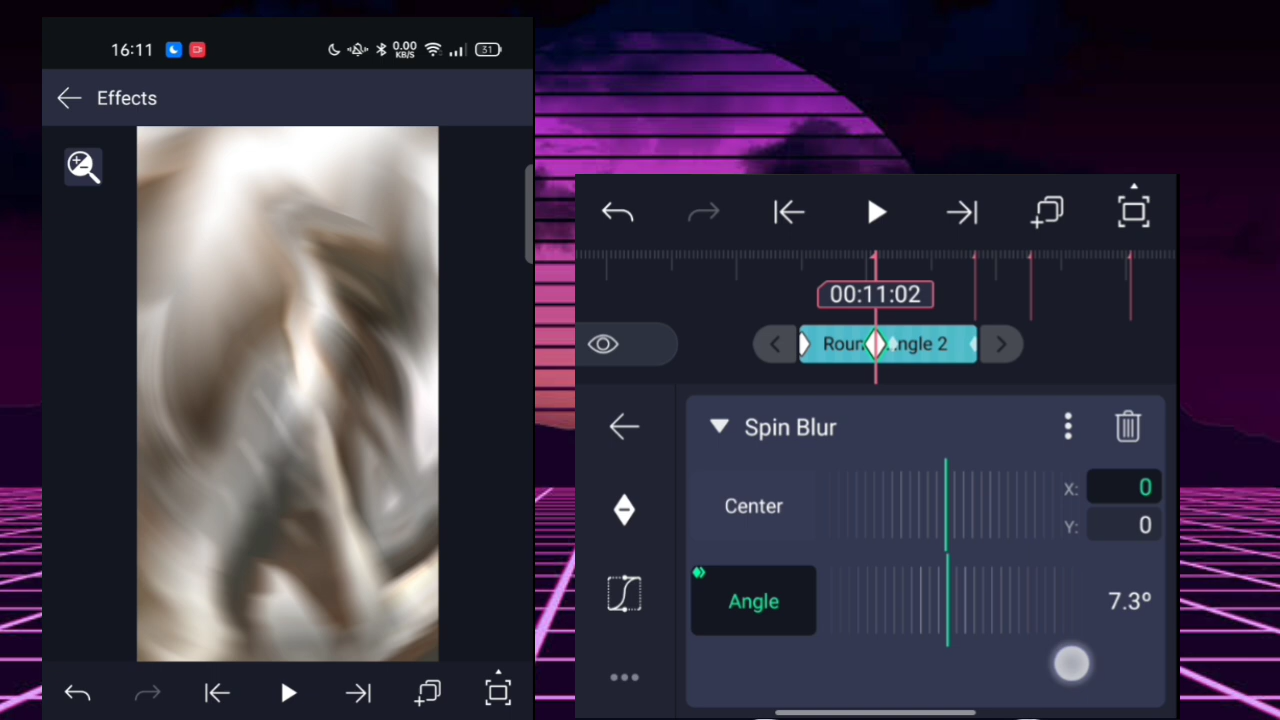 16:11
0.00
KB/S
31
Effects
00:11:02
Roun
ngle 2
Spin Blur
Center
X: 0
Y: 0
Angle
7.3º